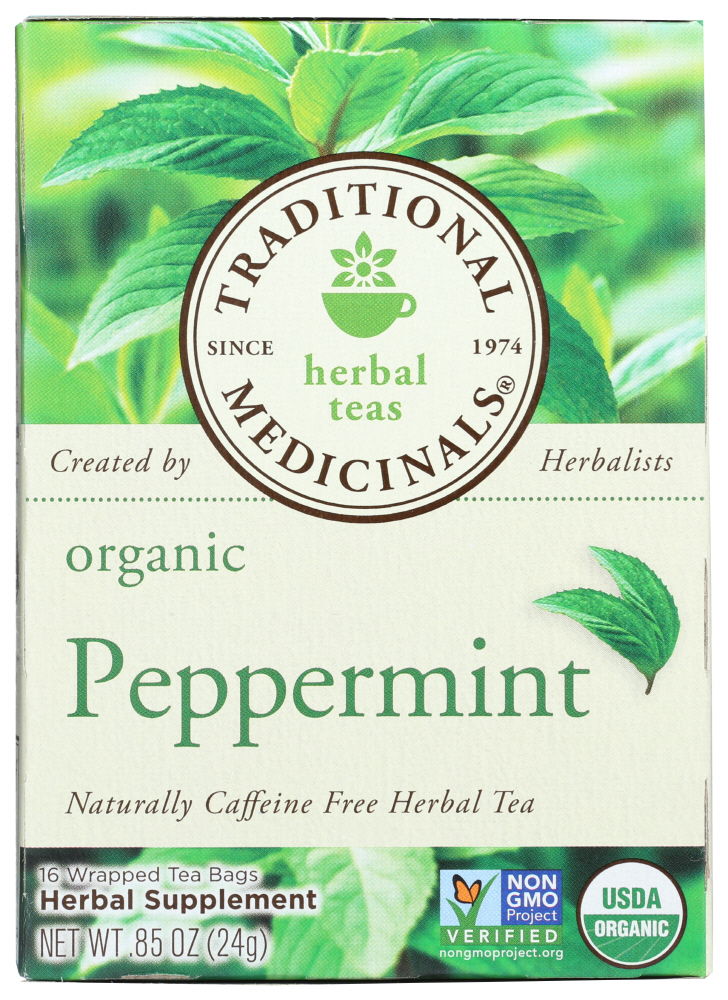 TRADITIONAL
SINCE 1974
herbal
teas
MEDICINALS®
Created by Herbalists
organic
Peppermint
Naturally Caffeine Free Herbal Tea
16 Wrapped Tea Bags
Herbal Supplement
NET WT .85 OZ (24g)
NON
GMO
Project
VERIFIED
nongmoproject.org
USDA
ORGANIC